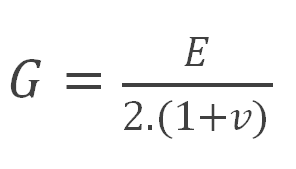 G = E / 2.(1+v)